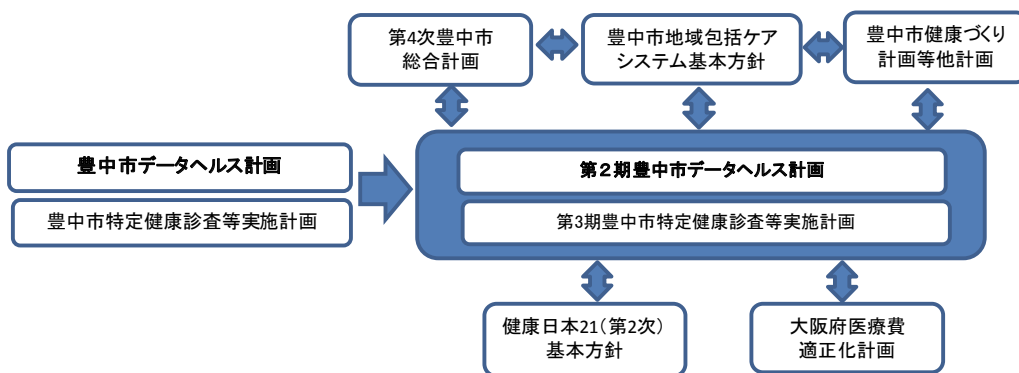 第4次豊中市
総合計画
豊中市地域包括ケア
システム基本方針
豊中市健康づくり
計画等他計画
豊中市データヘルス計画
豊中市特定健康診査等実施計画
第2期豊中市データヘルス計画
第3期豊中市特定健康診査等実施計画
健康日本21(第2次)
基本方針
大阪府医療費
適正化計画